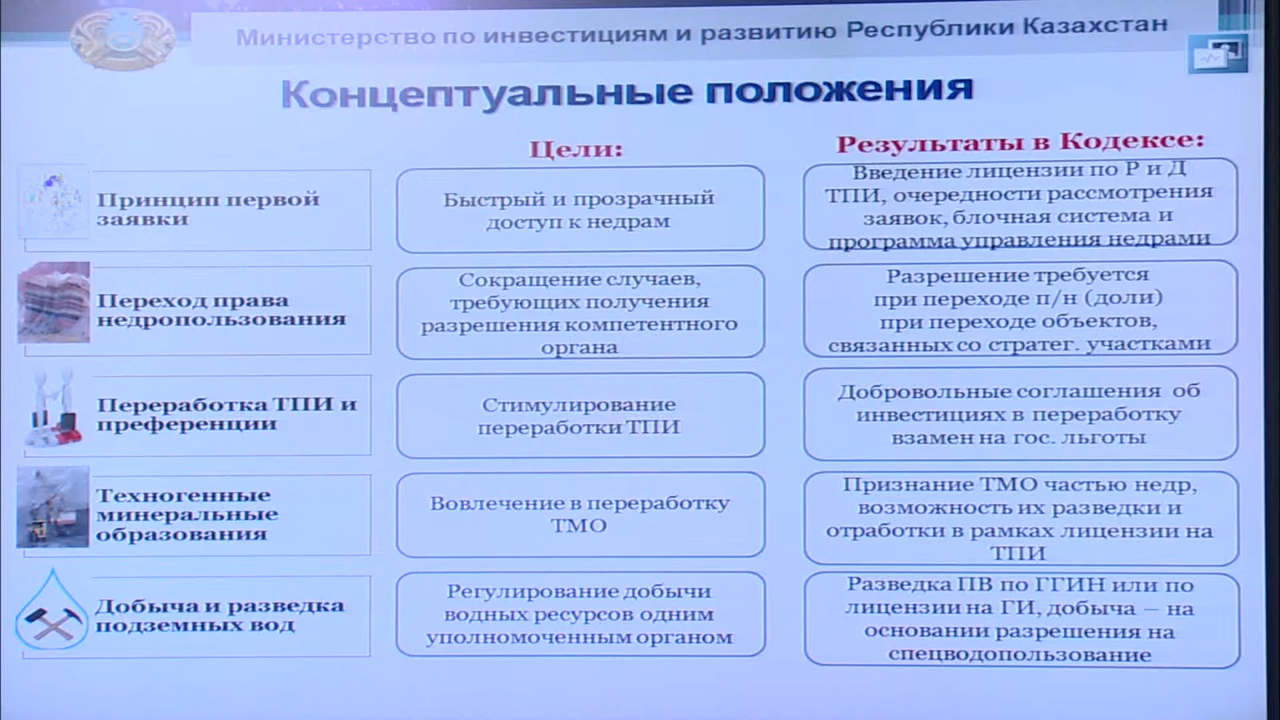 Министерство по инвестициям и развитию Республики Казахстан
Концептуальные положения
Цели:
Результаты в Кодексе:
Принцип первой
заявки
Быстрый и прозрачный
доступ к недрам
Введение лицензии по Р и Д
ТПИ, очередности рассмотрения
заявок, блочная система и
программа управления недрами
Переход права
недропользования
Сокращение случаев,
требующих получения
разрешения компетентного
органа
Разрешение требуется
при переходе п/н (доли)
при переходе объектов,
связанных со стратег. участками
Переработка ТПИ и
преференции
Стимулирование
переработки ТПИ
Добровольные соглашения об
инвестициях в переработку
взамен на гос. льготы
Техногенные
минеральные
образования
Вовлечение в переработку
ТМО
Признание ТМО частью недр,
возможность их разведки и
отработки в рамках лицензии на
ТПИ
Добыча и разведка
подземных вод
Регулирование добычи
водных ресурсов одним
уполномоченным органом
Разведка ПВ по ГГИН или по
лицензии на ГИ, добыча – на
основании разрешения на
спецводопользование